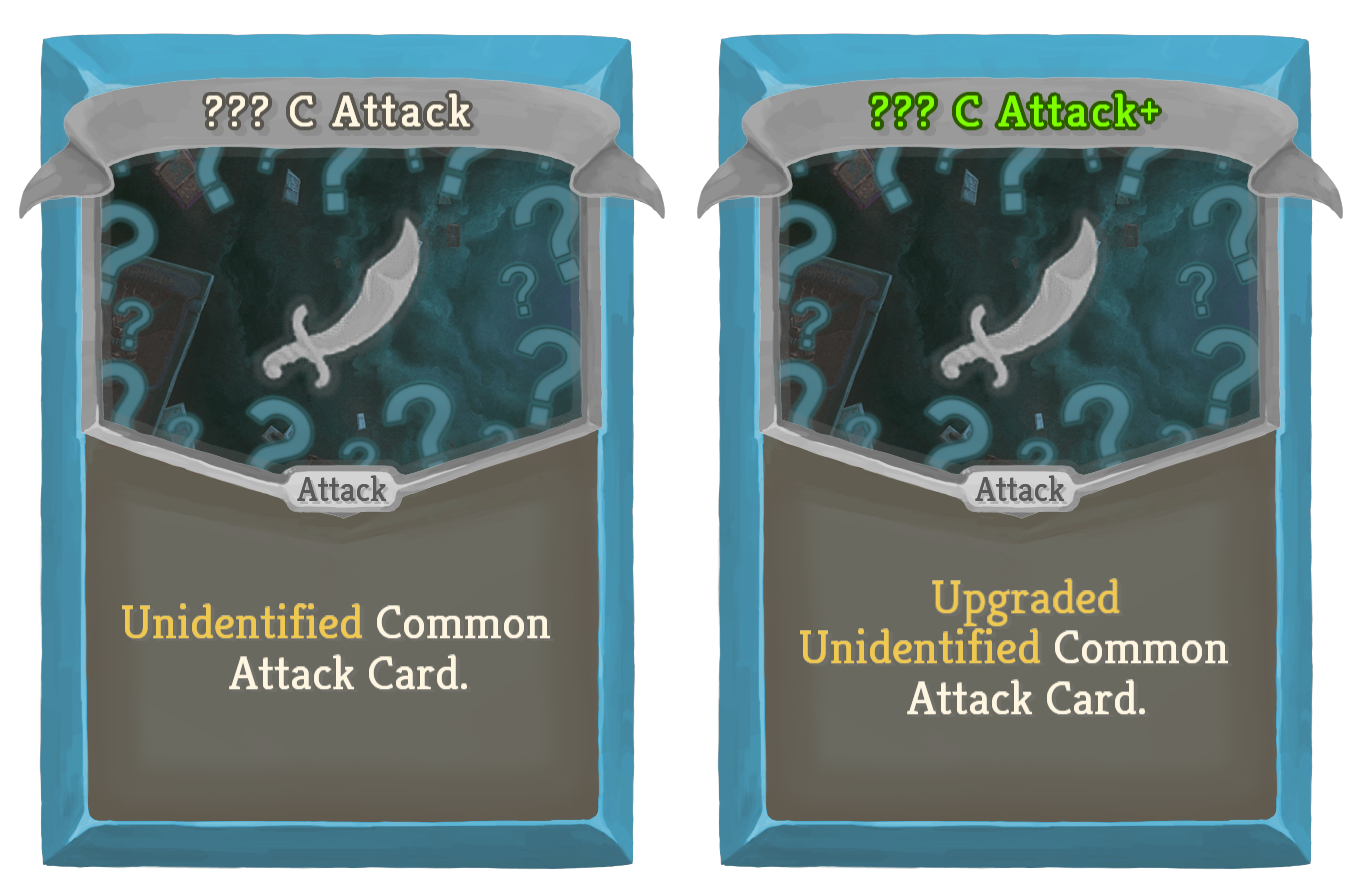 ??? C Attack
Attack
Unidentified Common
Attack Card.
??? C Attack+
Attack
Upgraded
Unidentified Common
Attack Card.